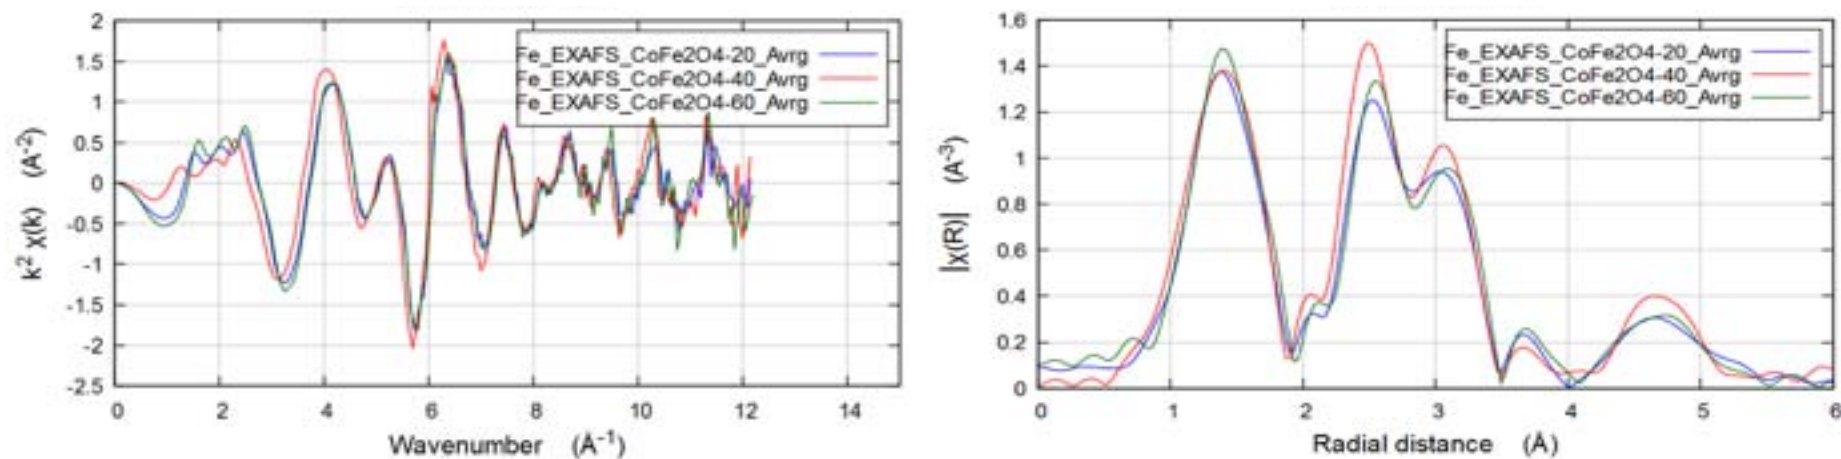 2
1.5
1
0.5
0
-0.5
-1
-1.5
-2
-2.5
k² χ(k) (Å⁻²)
Fe_EXAFS_CoFe2O4-20_Avrg
Fe_EXAFS_CoFe2O4-40_Avrg
Fe_EXAFS_CoFe2O4-60_Avrg
0 2 4 6 8 10 12 14
Wavenumber (Å⁻¹)
1.6
1.4
1.2
1
0.8
0.6
0.4
0.2
0
|χ(R)| (Å⁻³)
Fe_EXAFS_CoFe2O4-20_Avrg
Fe_EXAFS_CoFe2O4-40_Avrg
Fe_EXAFS_CoFe2O4-60_Avrg
0 1 2 3 4 5 6
Radial distance (Å)